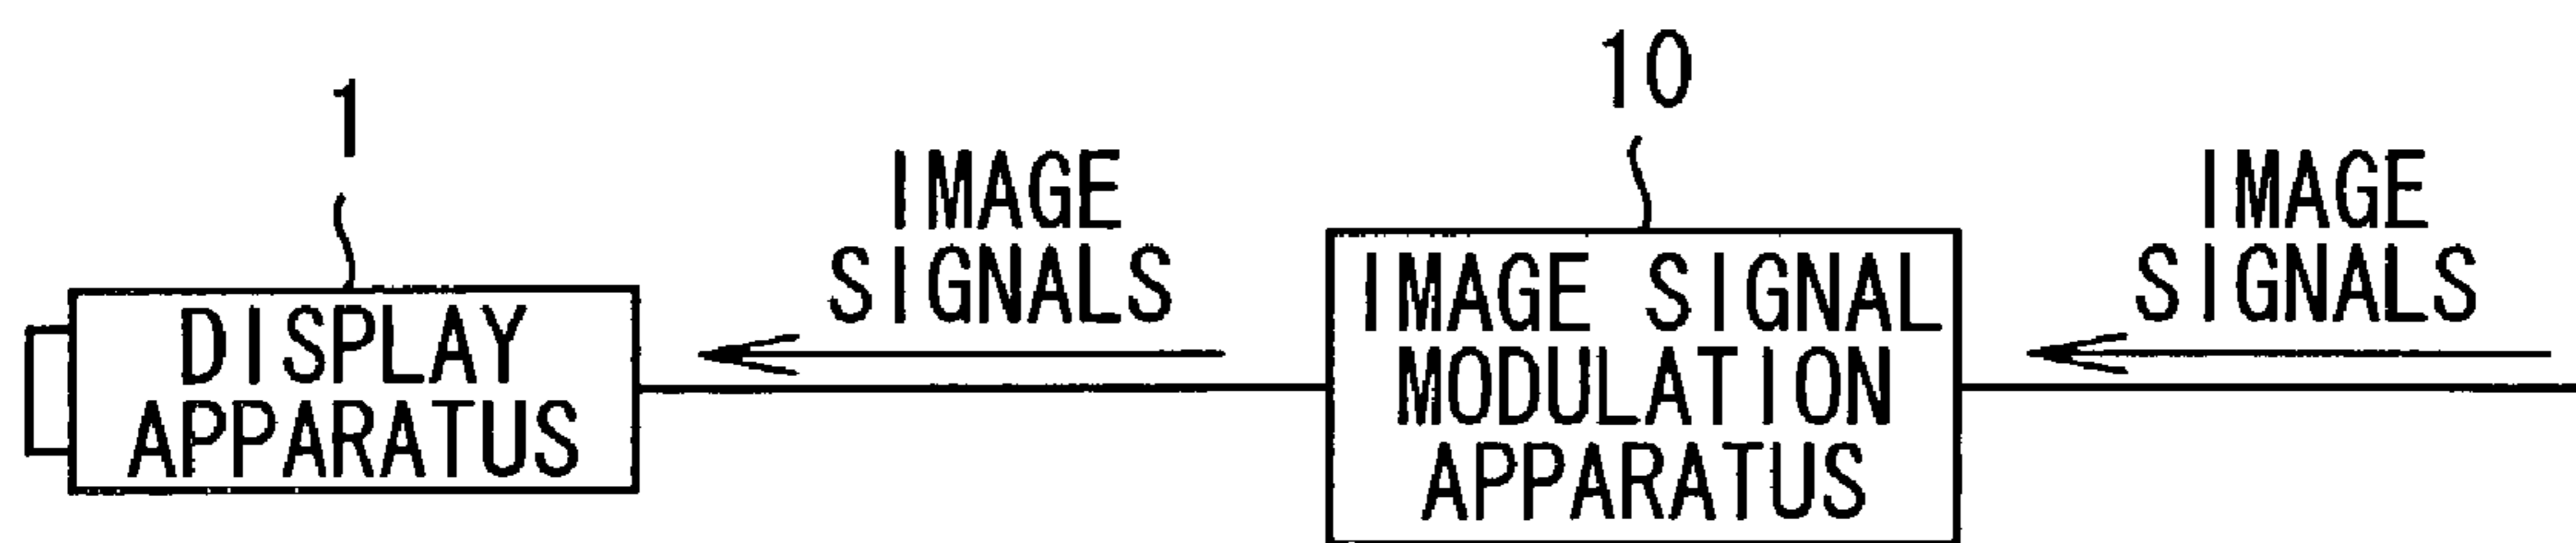 1
DISPLAY
APPARATUS
IMAGE
SIGNALS
10
IMAGE SIGNAL
MODULATION
APPARATUS
IMAGE
SIGNALS